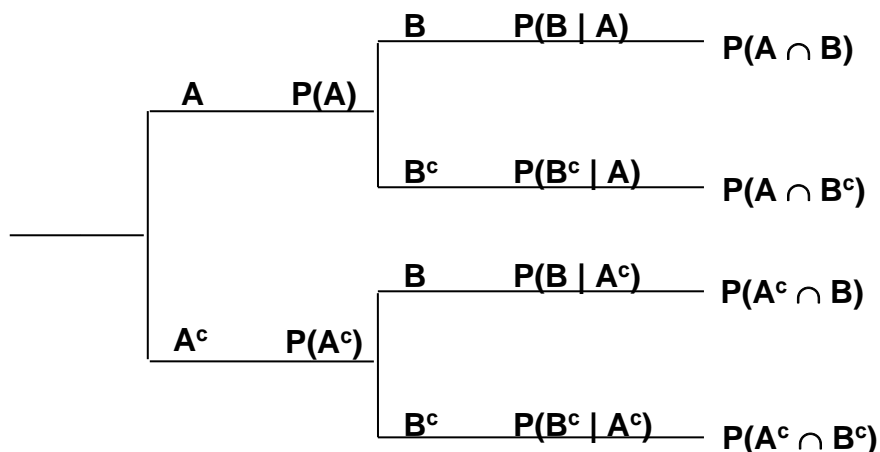 B P(B | A) P(A ∩ B)
A P(A)
Bᶜ P(Bᶜ | A) P(A ∩ Bᶜ)
B P(B | Aᶜ) P(Aᶜ ∩ B)
Aᶜ P(Aᶜ)
Bᶜ P(Bᶜ | Aᶜ) P(Aᶜ ∩ Bᶜ)